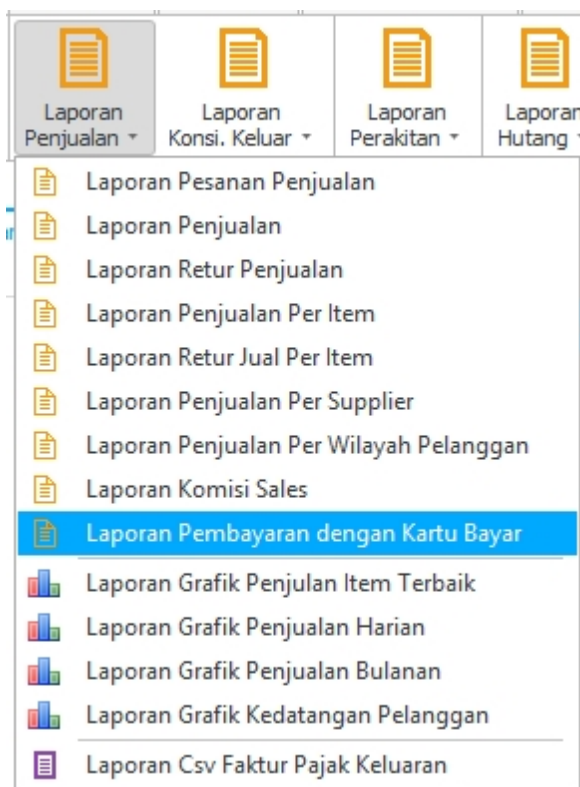 Laporan Penjualan
Laporan Konsi. Keluar
Laporan Perakitan
Laporan Hutang
Laporan Pesanan Penjualan
Laporan Penjualan
Laporan Retur Penjualan
Laporan Penjualan Per Item
Laporan Retur Jual Per Item
Laporan Penjualan Per Supplier
Laporan Penjualan Per Wilayah Pelanggan
Laporan Komisi Sales
Laporan Pembayaran dengan Kartu Bayar
Laporan Grafik Penjulan Item Terbaik
Laporan Grafik Penjualan Harian
Laporan Grafik Penjualan Bulanan
Laporan Grafik Kedatangan Pelanggan
Laporan Csv Faktur Pajak Keluaran